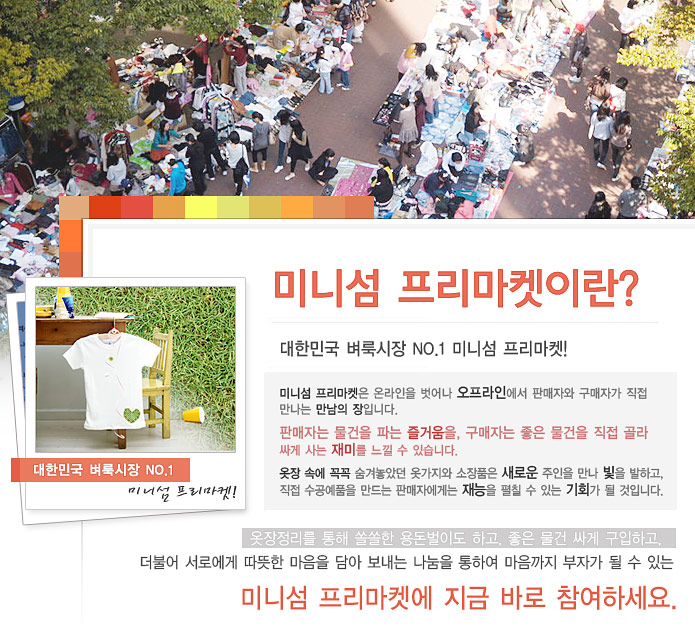 미니섬 프리마켓이란?
대한민국 벼룩시장 NO.1 미니섬 프리마켓!
미니섬 프리마켓은 온라인을 벗어나 오프라인에서 판매자와 구매자가 직접
만나는 만남의 장입니다.
판매자는 물건을 파는 즐거움을, 구매자는 좋은 물건을 직접 골라
싸게 사는 재미를 느낄 수 있습니다.
옷장 속에 꼭꼭 숨겨놓았던 옷가지와 소장품은 새로운 주인을 만나 빛을 발하고,
직접 수공예품을 만드는 판매자에게는 재능을 펼칠 수 있는 기회가 될 것입니다.
대한민국 벼룩시장 NO.1
미니섬 프리마켓!
옷장정리를 통해 쏠쏠한 용돈벌이도 하고, 좋은 물건 싸게 구입하고,
더불어 서로에게 따뜻한 마음을 담아 보내는 나눔을 통하여 마음까지 부자가 될 수 있는
미니섬 프리마켓에 지금 바로 참여하세요.